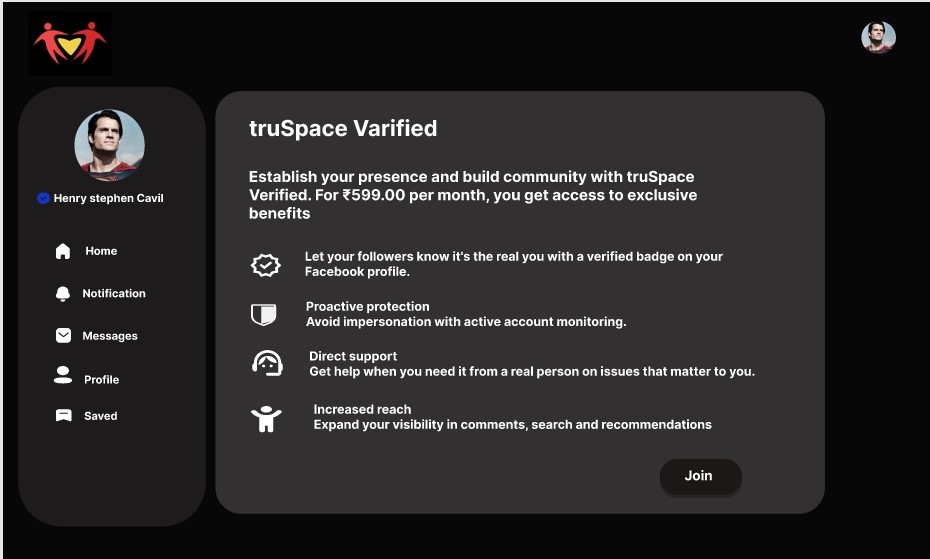 Henry stephen Cavil
Home
Notification
Messages
Profile
Saved
truSpace Varified
Establish your presence and build community with truSpace
Verified. For ₹599.00 per month, you get access to exclusive
benefits
Let your followers know it's the real you with a verified badge on your
Facebook profile.
Proactive protection
Avoid impersonation with active account monitoring.
Direct support
Get help when you need it from a real person on issues that matter to you.
Increased reach
Expand your visibility in comments, search and recommendations
Join